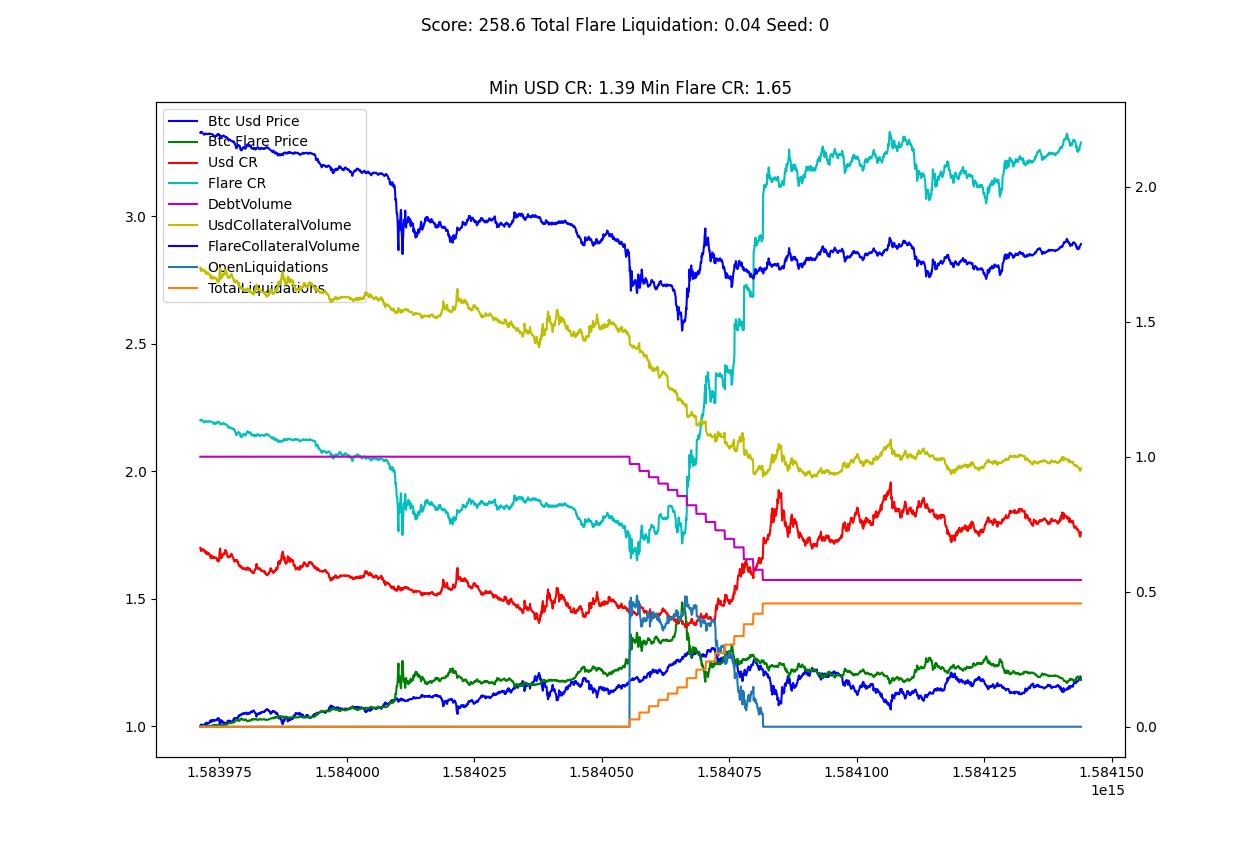 Score: 258.6 Total Flare Liquidation: 0.04 Seed: 0
Min USD CR: 1.39 Min Flare CR: 1.65
Btc Usd Price
Btc Flare Price
Usd CR
Flare CR
DebtVolume
UsdCollateralVolume
FlareCollateralVolume
OpenLiquidations
TotalLiquidations
3.0
2.5
2.0
1.5
1.0
2.0
1.5
1.0
0.5
0.0
1.583975 1.584000 1.584025 1.584050 1.584075 1.584100 1.584125 1.584150
1e15